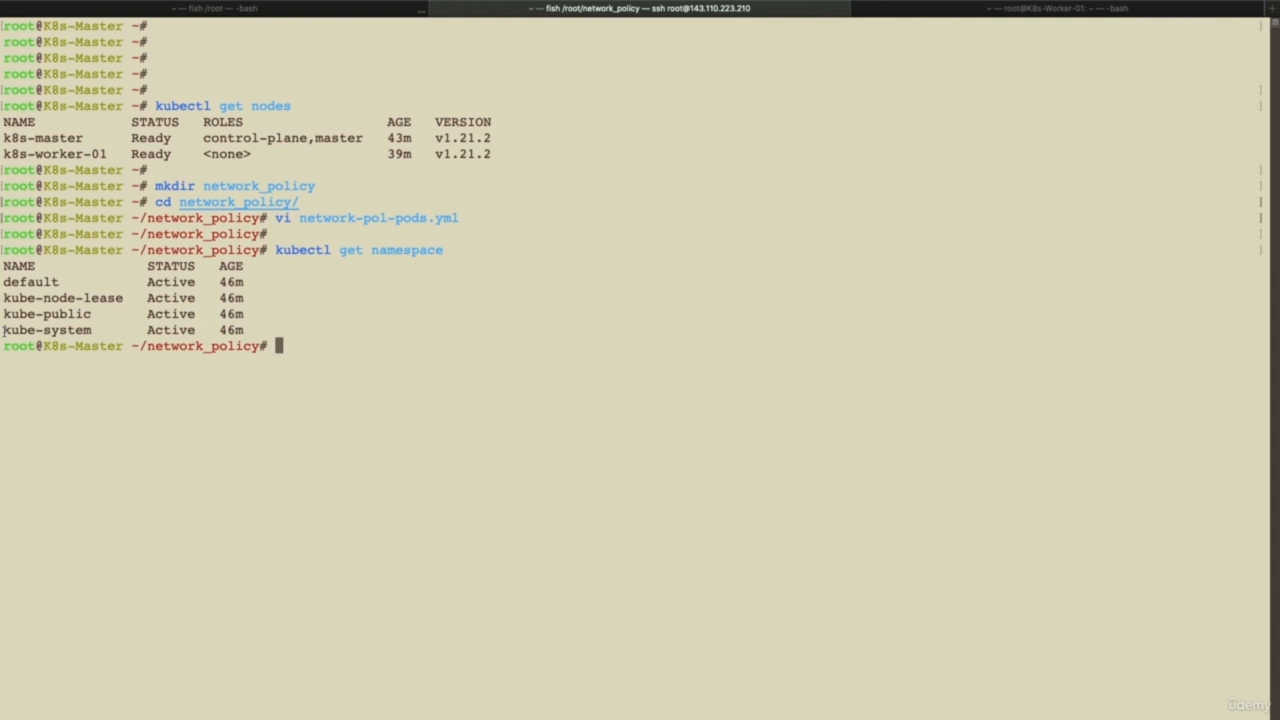 ~ — fish /root — -bash
~ — fish /root/network_policy — ssh root@143.110.223.210
~ — root@K8s-Worker-01: ~ — -bash
root@K8s-Master ~#
root@K8s-Master ~#
root@K8s-Master ~#
root@K8s-Master ~#
root@K8s-Master ~#
root@K8s-Master ~# kubectl get nodes
NAME STATUS ROLES AGE VERSION
k8s-master Ready control-plane,master 43m v1.21.2
k8s-worker-01 Ready <none> 39m v1.21.2
root@K8s-Master ~#
root@K8s-Master ~# mkdir network_policy
root@K8s-Master ~# cd network_policy/
root@K8s-Master ~/network_policy# vi network-pol-pods.yml
root@K8s-Master ~/network_policy#
root@K8s-Master ~/network_policy# kubectl get namespace
NAME STATUS AGE
default Active 46m
kube-node-lease Active 46m
kube-public Active 46m
kube-system Active 46m
root@K8s-Master ~/network_policy#
ûdemy